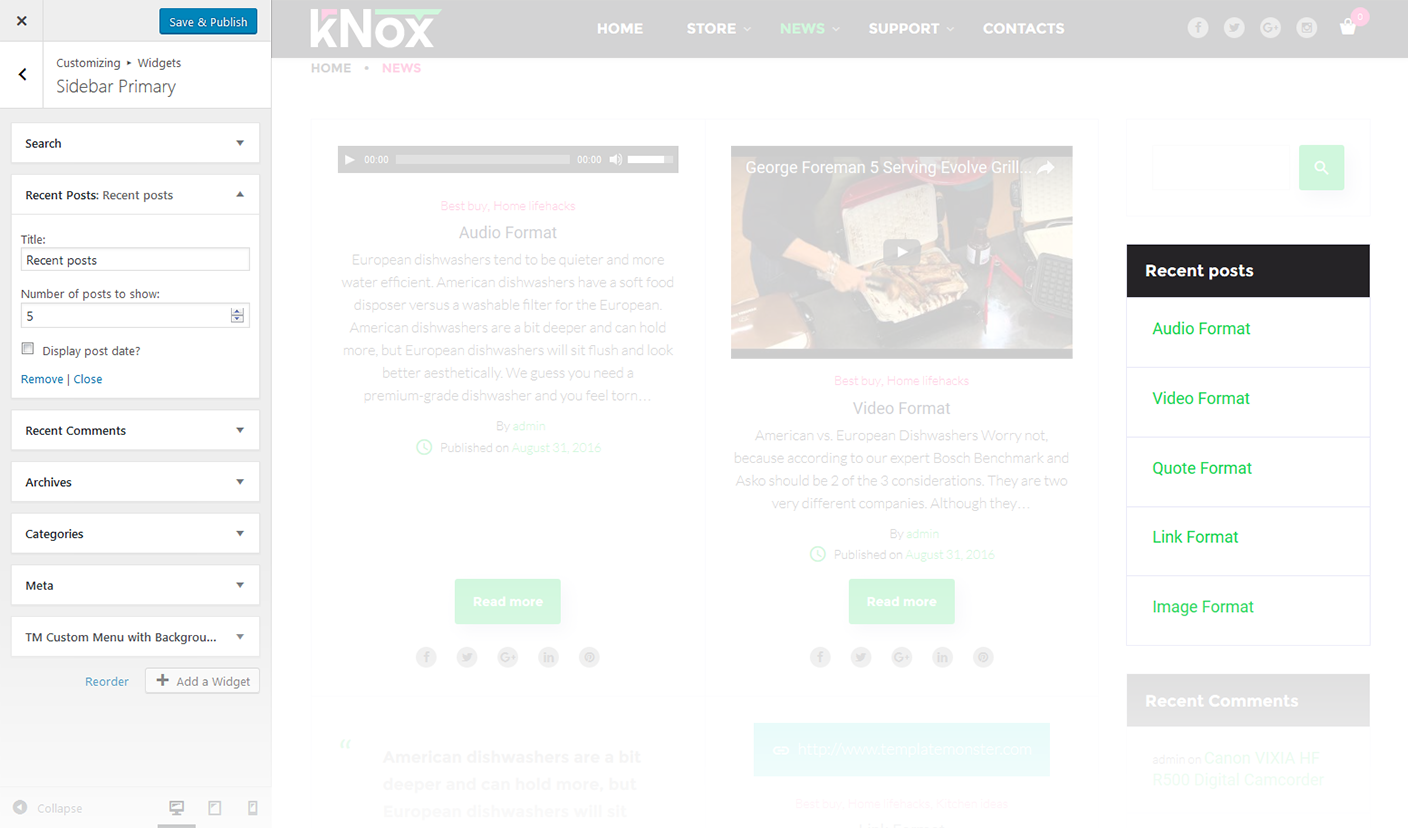 Save & Publish
Customizing ▸ Widgets
Sidebar Primary
Search
Recent Posts: Recent posts
Title:
Recent posts
Number of posts to show:
5
Display post date?
Remove | Close
Recent Comments
Archives
Categories
Meta
TM Custom Menu with Backgrou...
Reorder
Add a Widget
Collapse
kNox
HOME STORE NEWS SUPPORT CONTACTS
0
HOME • NEWS
00:00 00:00
Best buy, Home lifehacks
Audio Format
European dishwashers tend to be quieter and more
water efficient. American dishwashers have a soft food
disposer versus a washable filter for the European.
American dishwashers are a bit deeper and can hold
more, but European dishwashers will sit flush and look
better aesthetically. We guess you need a
premium-grade dishwasher and you feel torn…
By admin
Published on August 31, 2016
Read more
“ American dishwashers are a bit
deeper and can hold more, but
European dishwashers will sit
George Foreman 5 Serving Evolve Grill...
Best buy, Home lifehacks
Video Format
American vs. European Dishwashers Worry not,
because according to our expert Bosch Benchmark and
Asko should be 2 of the 3 considerations. They are two
very different companies. Although they…
By admin
Published on August 31, 2016
Read more
http://www.templatemonster.com
Best buy, Home lifehacks, Kitchen ideas
Link Format
Recent posts
Audio Format
Video Format
Quote Format
Link Format
Image Format
Recent Comments
admin on Canon VIXIA HF
R500 Digital Camcorder